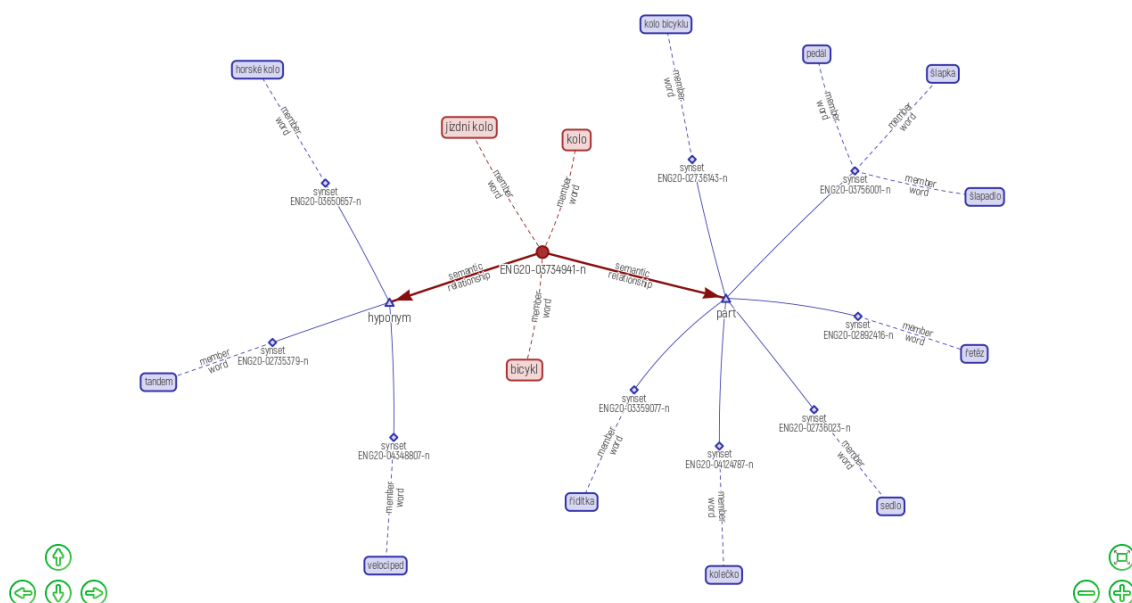 kolo bicyklu
pedál
šlapka
horské kolo
member
word
member
word
member
word
member
word
jízdní kolo
kolo
synset
ENG20-02736143-n
synset
ENG20-03756001-n
member
word
šlapadlo
synset
ENG20-03650657-n
member
word
member
word
ENG20-03734941-n
semantic
relationship
semantic
relationship
hyponym
part
member
word
synset
ENG20-02892416-n
member
word
řetěz
synset
ENG20-02735379-n
member
word
tandem
bicykl
synset
ENG20-03359077-n
synset
ENG20-02736023-n
synset
ENG20-04348807-n
synset
ENG20-04124787-n
member
word
member
word
member
word
member
word
řídítka
sedlo
velociped
kolečko